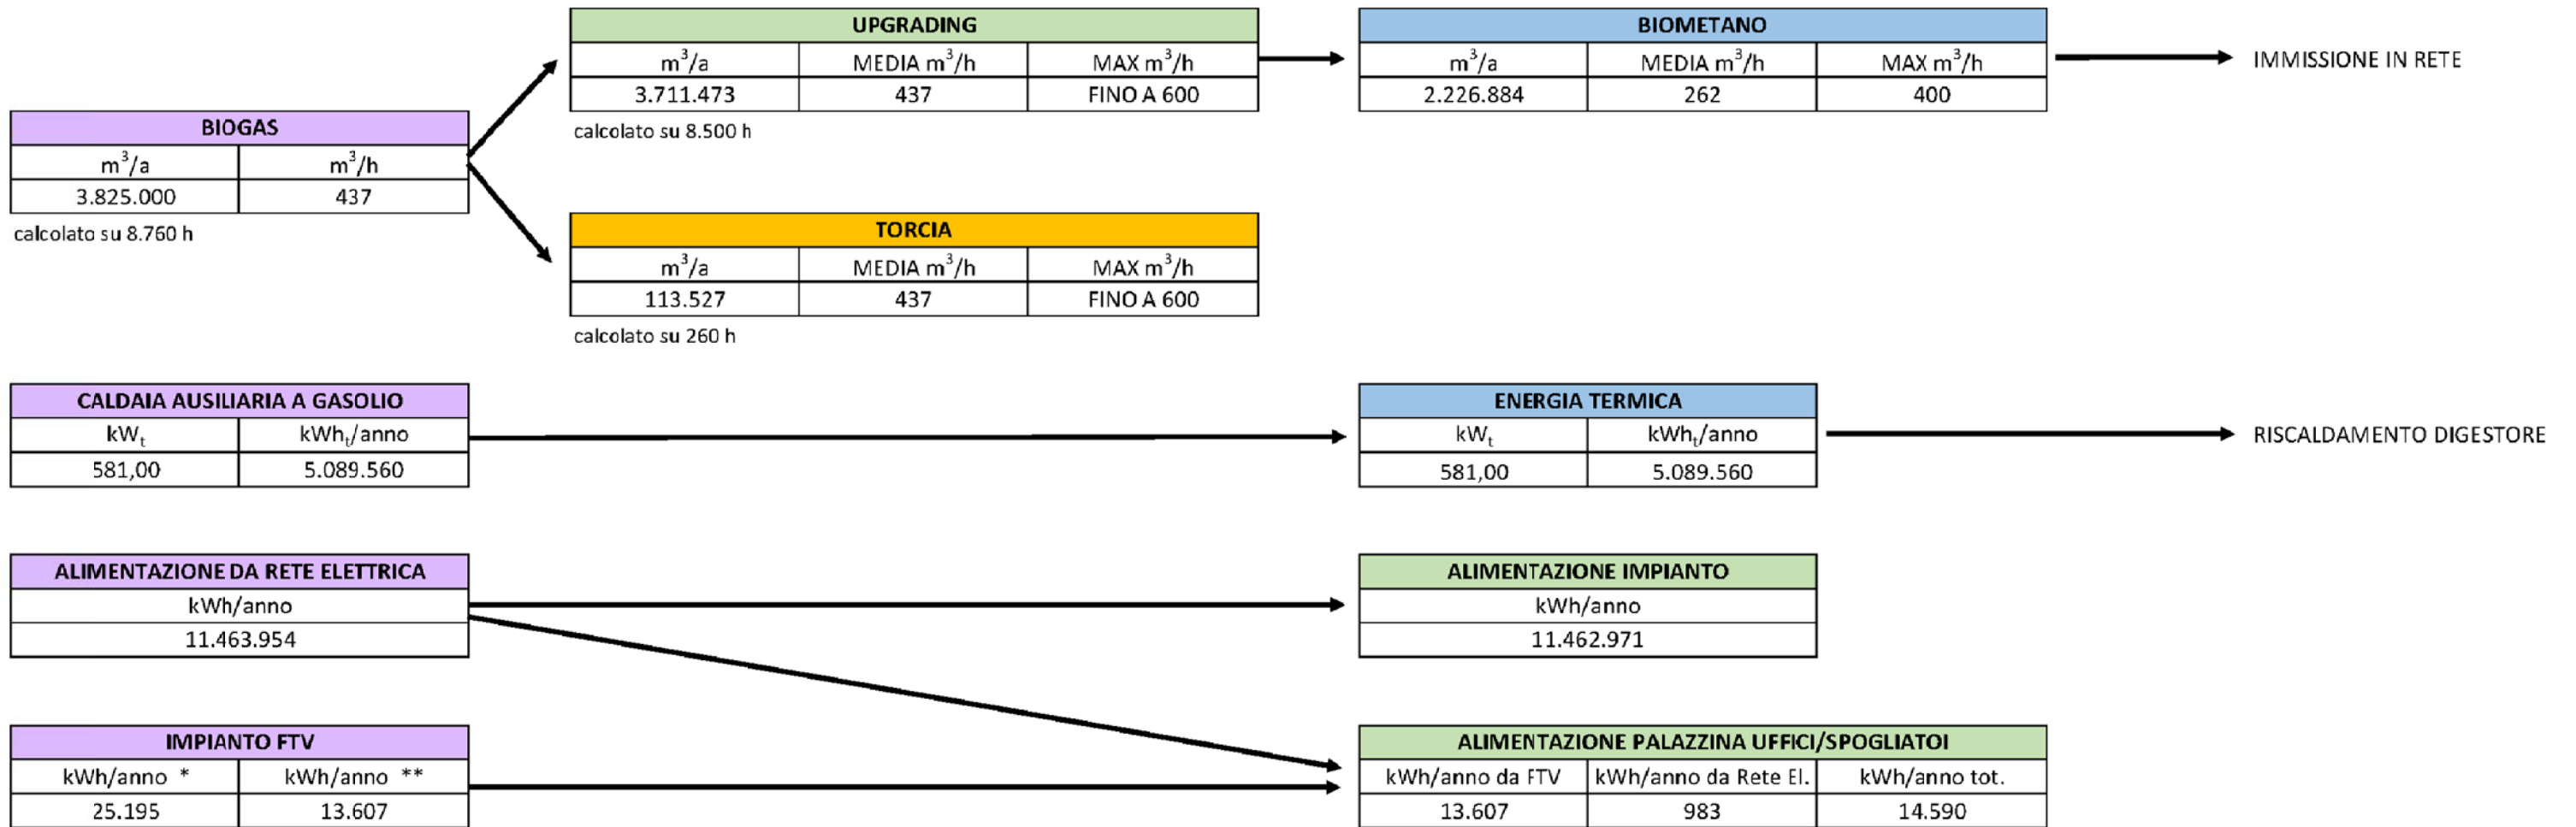 UPGRADING
m³/a MEDIA m³/h MAX m³/h
3.711.473 437 FINO A 600
calcolato su 8.500 h
BIOMETANO
m³/a MEDIA m³/h MAX m³/h
2.226.884 262 400
IMMISSIONE IN RETE
BIOGAS
m³/a m³/h
3.825.000 437
calcolato su 8.760 h
TORCIA
m³/a MEDIA m³/h MAX m³/h
113.527 437 FINO A 600
calcolato su 260 h
CALDAIA AUSILIARIA A GASOLIO
kWₜ kWhₜ/anno
581,00 5.089.560
ENERGIA TERMICA
kWₜ kWhₜ/anno
581,00 5.089.560
RISCALDAMENTO DIGESTORE
ALIMENTAZIONE DA RETE ELETTRICA
kWh/anno
11.463.954
ALIMENTAZIONE IMPIANTO
kWh/anno
11.462.971
IMPIANTO FTV
kWh/anno * kWh/anno **
25.195 13.607
ALIMENTAZIONE PALAZZINA UFFICI/SPOGLIATOI
kWh/anno da FTV kWh/anno da Rete El. kWh/anno tot.
13.607 983 14.590